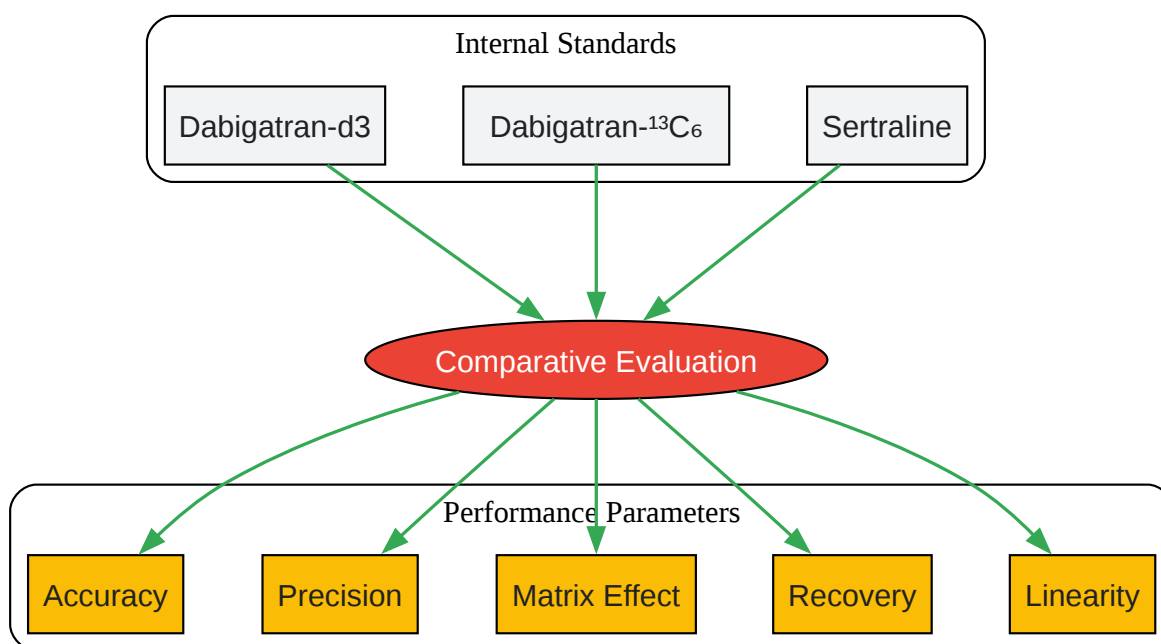 Internal Standards
Dabigatran-d3
Dabigatran-¹³C₆
Sertraline
Comparative Evaluation
Performance Parameters
Accuracy
Precision
Matrix Effect
Recovery
Linearity